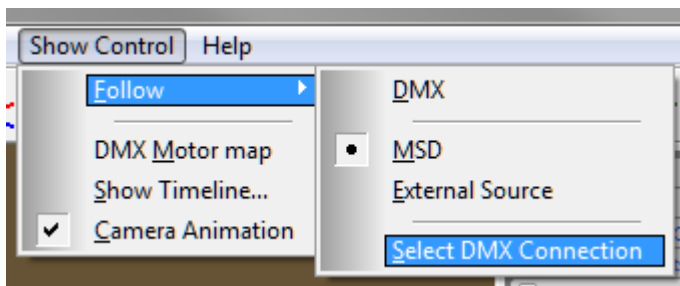 Show Control Help
Follow
DMX Motor map
Show Timeline...
Camera Animation
DMX
MSD
External Source
Select DMX Connection